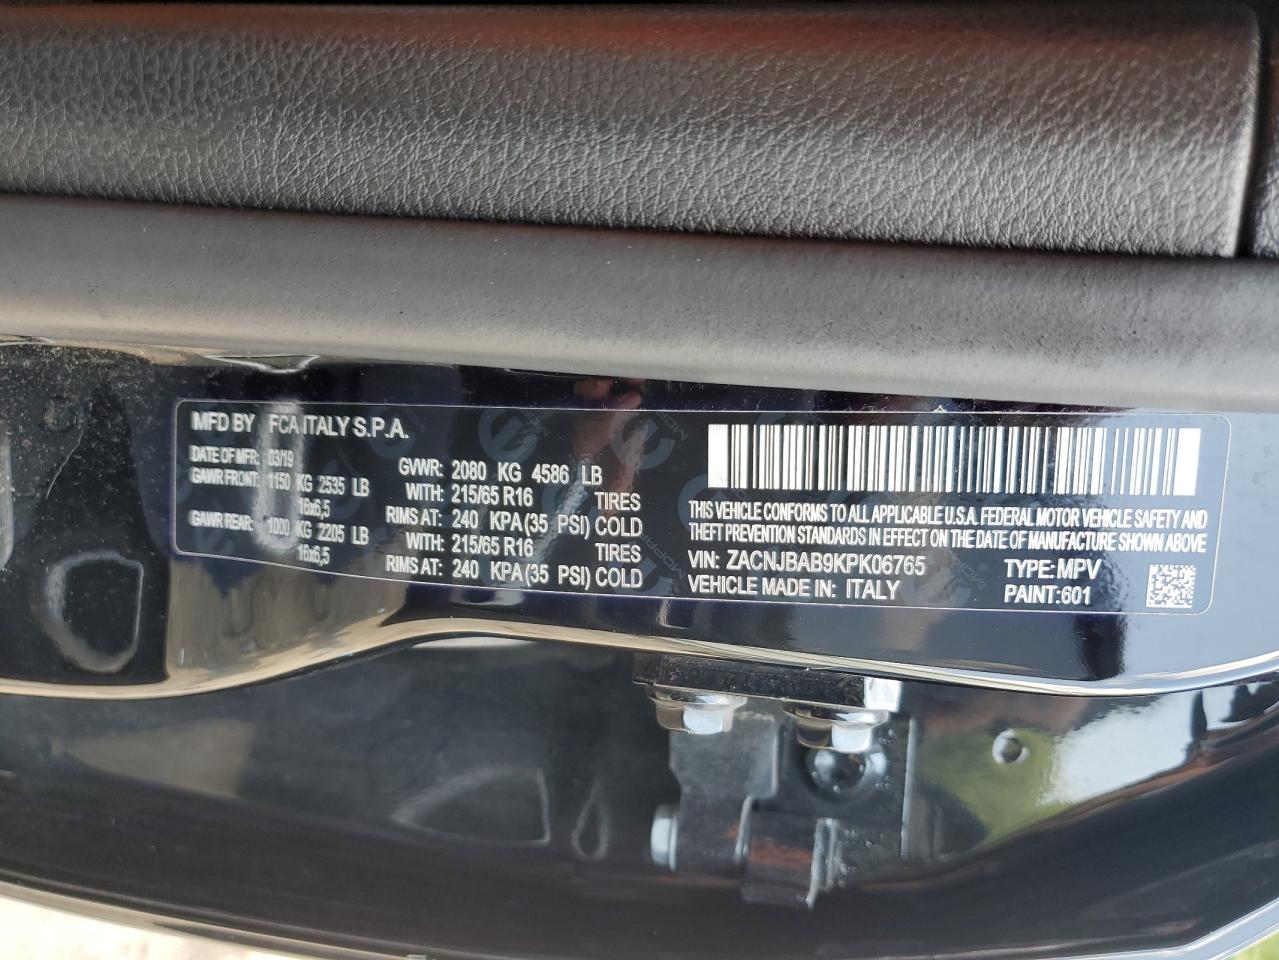 MFD BY FCA ITALY S.P.A.
DATE OF MFR: 03/19 GVWR: 2080 KG 4586 LB
GAWR FRONT: 1150 KG 2535 LB WITH: 215/65 R16 TIRES
16x6,5 RIMS AT: 240 KPA (35 PSI) COLD
GAWR REAR: 1000 KG 2205 LB WITH: 215/65 R16 TIRES
16x6,5 RIMS AT: 240 KPA (35 PSI) COLD
THIS VEHICLE CONFORMS TO ALL APPLICABLE U.S.A. FEDERAL MOTOR VEHICLE SAFETY AND
THEFT PREVENTION STANDARDS IN EFFECT ON THE DATE OF MANUFACTURE SHOWN ABOVE
VIN: ZACNJBAB9KPK06765 TYPE:MPV
VEHICLE MADE IN: ITALY PAINT:601